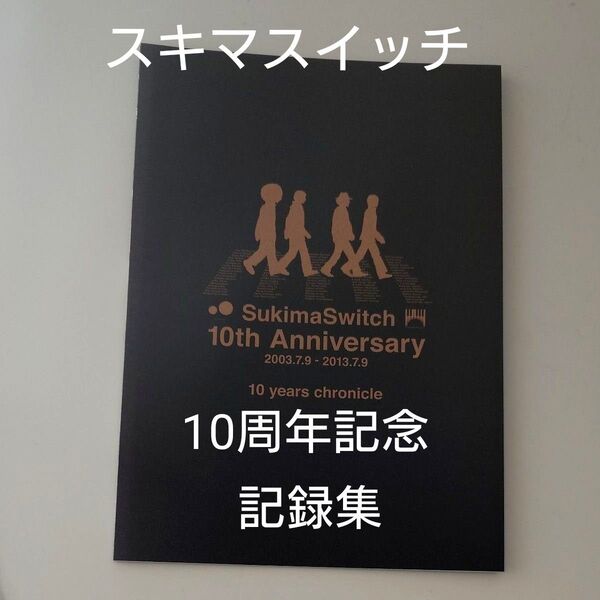 スキマスイッチ
SukimaSwitch
10th Anniversary
2003.7.9 - 2013.7.9
10 years chronicle
10周年記念
記録集